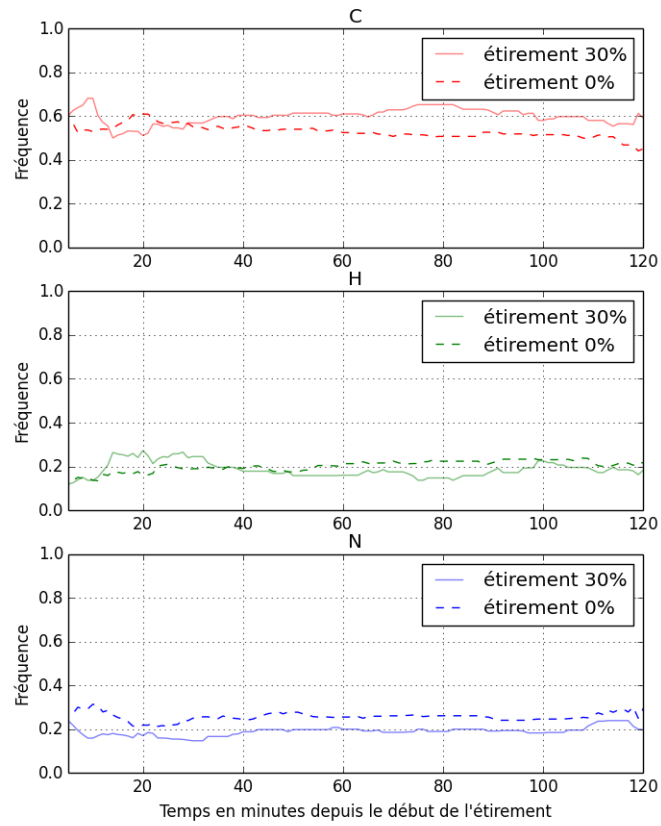 C
1.0
0.8
0.6
0.4
0.2
0.0
Fréquence
étirement 30%
étirement 0%
20 40 60 80 100 120
H
1.0
0.8
0.6
0.4
0.2
0.0
Fréquence
étirement 30%
étirement 0%
20 40 60 80 100 120
N
1.0
0.8
0.6
0.4
0.2
0.0
Fréquence
étirement 30%
étirement 0%
20 40 60 80 100 120
Temps en minutes depuis le début de l'étirement